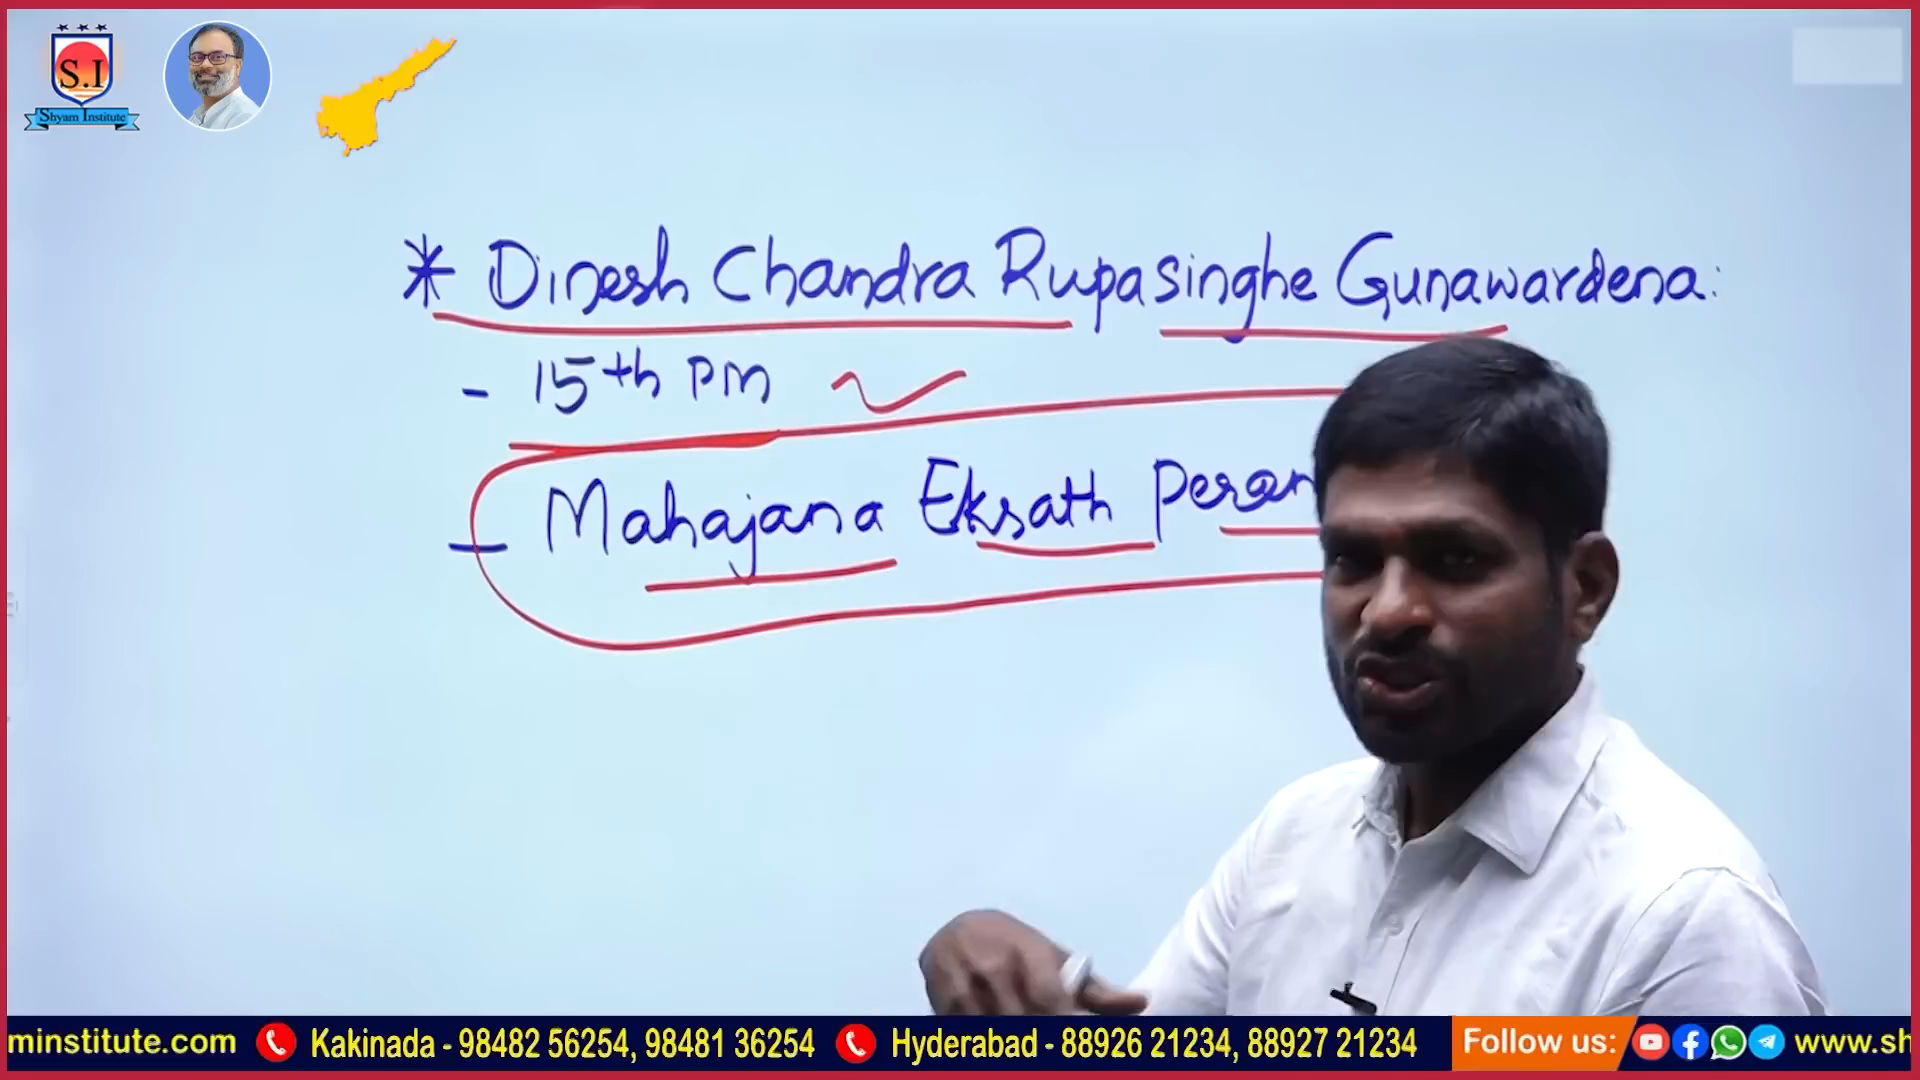 S.I
Shyam Institute
* Dinesh Chandra Rupasinghe Gunawardena:
- 15th PM
- Mahajana Eksath
minstitute.com Kakinada - 98482 56254, 98481 36254 Hyderabad - 88926 21234, 88927 21234 Follow us: www.sh